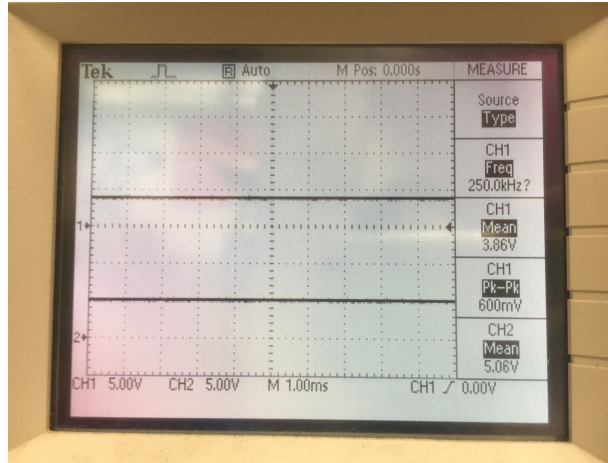 Tek R Auto M Pos: 0.000s MEASURE
Source
Type
CH1
Freq
250.0kHz?
CH1
Mean
3.86V
CH1
Pk-Pk
600mV
CH2
Mean
5.06V
1
2
CH1 5.00V CH2 5.00V M 1.00ms CH1 0.00V